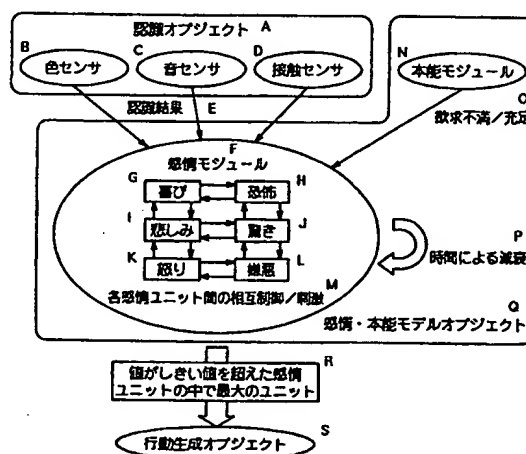 認識オブジェクト A
B
C
D
N
色センサ
音センサ
接触センサ
本能モジュール
認識結果 E
O
欲求不満/充足
F
感情モジュール
G
H
喜び
恐怖
I
J
悲しみ
驚き
K
L
怒り
嫌悪
P
時間による減衰
M
各感情ユニット間の相互制御/刺激
Q
感情・本能モデルオブジェクト
R
値がしきい値を超えた感情
ユニットの中で最大のユニット
行動生成オブジェクト S